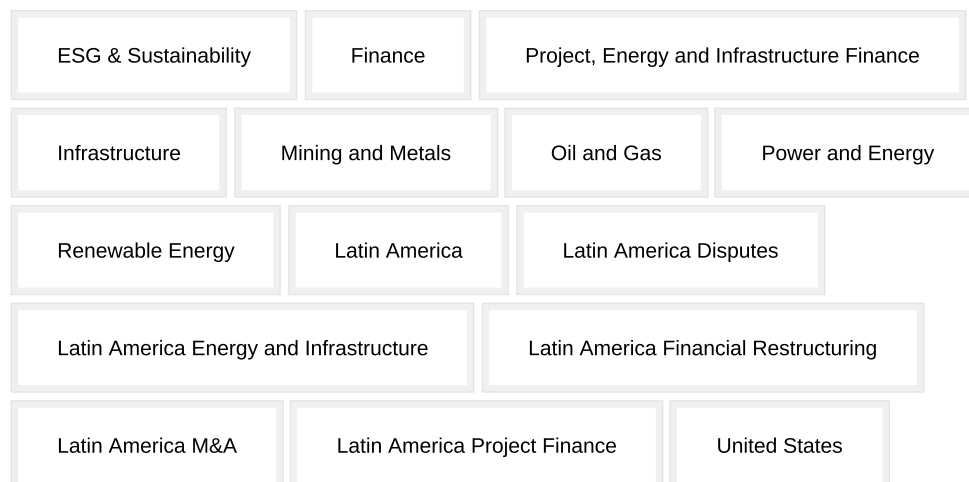 ESG & Sustainability Finance Project, Energy and Infrastructure Finance
Infrastructure Mining and Metals Oil and Gas Power and Energy
Renewable Energy Latin America Latin America Disputes
Latin America Energy and Infrastructure Latin America Financial Restructuring
Latin America M&A Latin America Project Finance United States